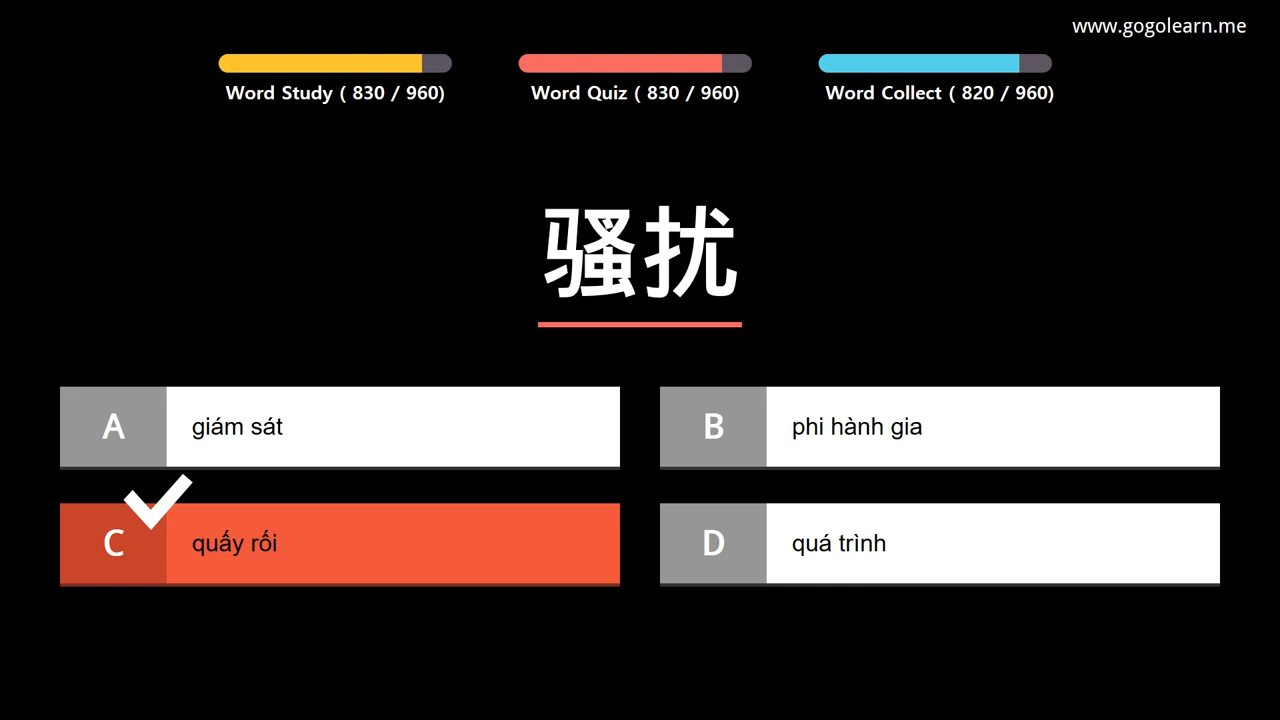 www.gogolearn.me
Word Study ( 830 / 960)
Word Quiz ( 830 / 960)
Word Collect ( 820 / 960)
骚扰
A giám sát
B phi hành gia
C quấy rối
D quá trình